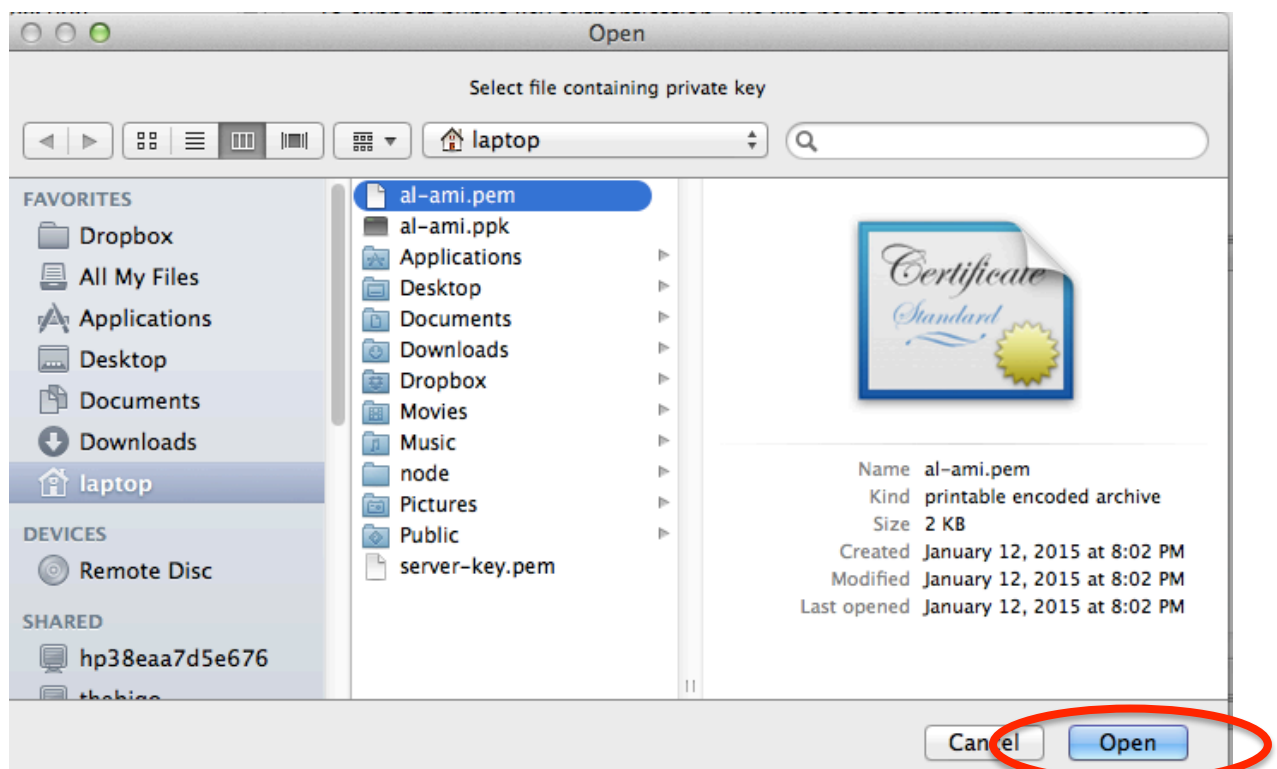 Open
Select file containing private key
laptop
FAVORITES
Dropbox
All My Files
Applications
Desktop
Documents
Downloads
laptop
DEVICES
Remote Disc
SHARED
hp38eaa7d5e676
al-ami.pem
al-ami.ppk
Applications
Desktop
Documents
Downloads
Dropbox
Movies
Music
node
Pictures
Public
server-key.pem
Certificate
Standard
Name al-ami.pem
Kind printable encoded archive
Size 2 KB
Created January 12, 2015 at 8:02 PM
Modified January 12, 2015 at 8:02 PM
Last opened January 12, 2015 at 8:02 PM
Cancel
Open